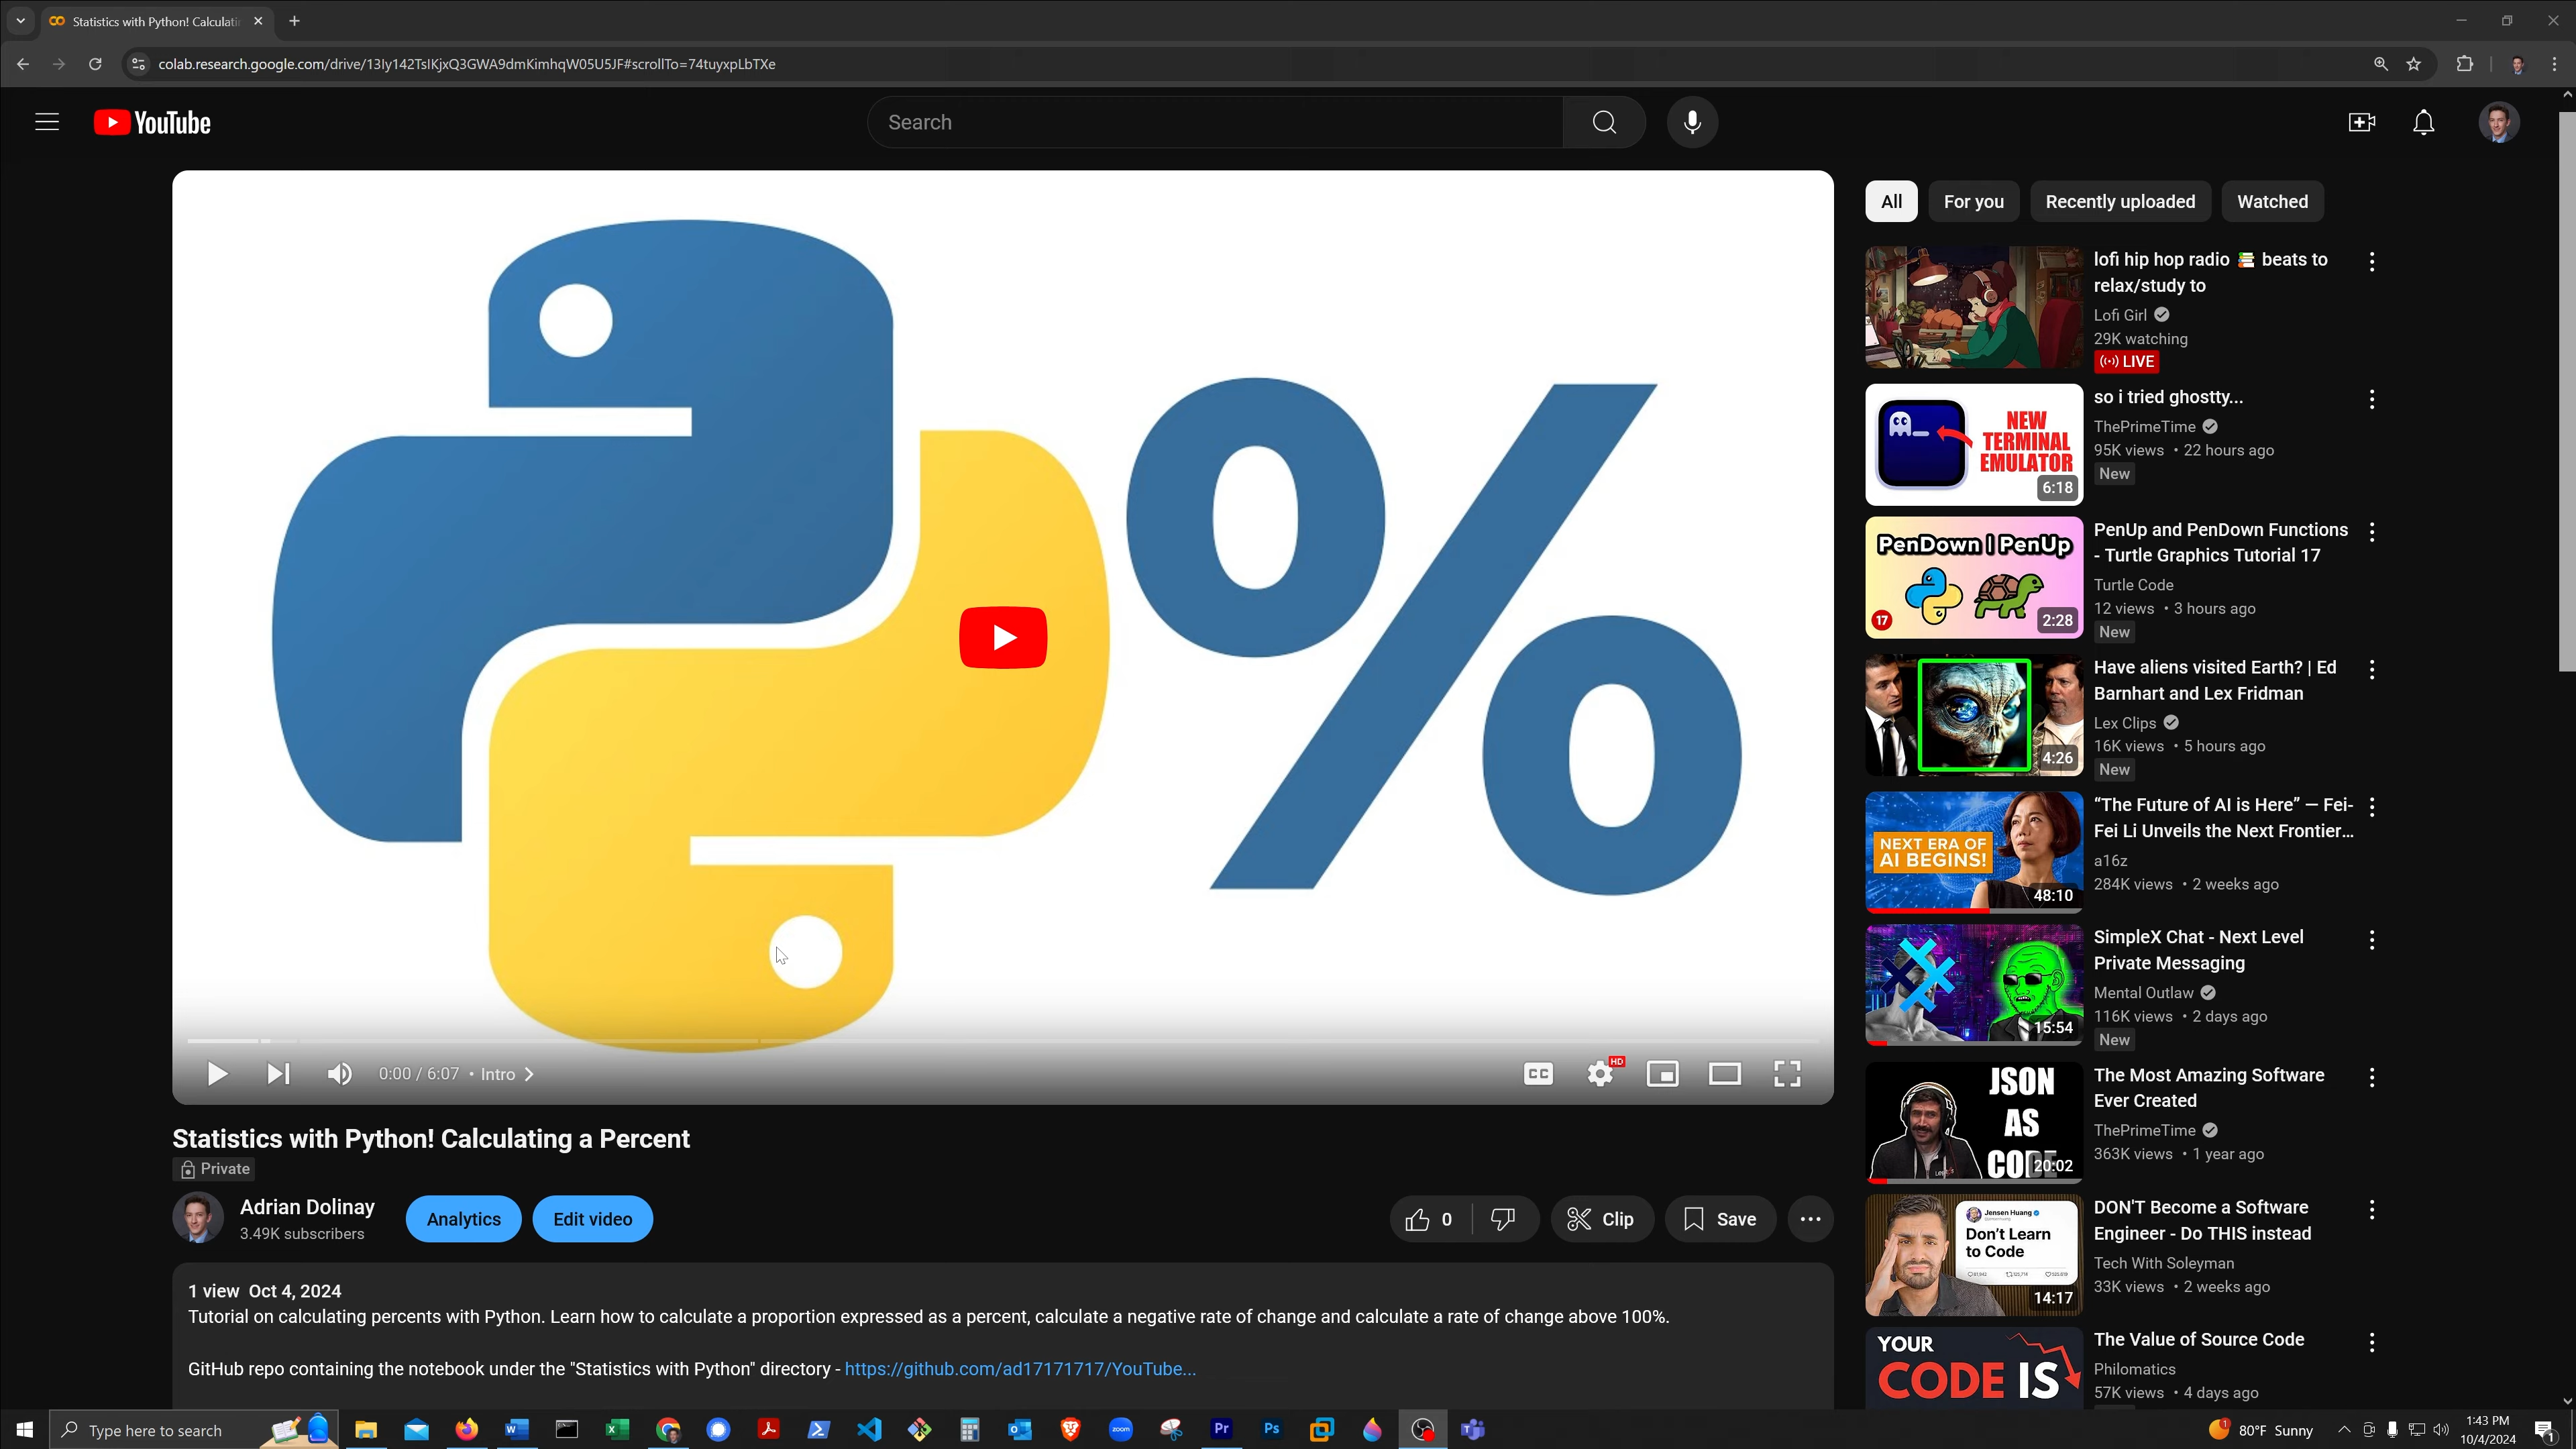 Statistics with Python! Calculatin
colab.research.google.com/drive/13Iy142TsIKjxQ3GWA9dmKimhqW05U5JF#scrollTo=74tuyxpLbTXe
YouTube
Search
%
0:00 / 6:07 • Intro
CC
HD
Statistics with Python! Calculating a Percent
Private
Adrian Dolinay
3.49K subscribers
Analytics
Edit video
0
Clip
Save
1 view Oct 4, 2024
Tutorial on calculating percents with Python. Learn how to calculate a proportion expressed as a percent, calculate a negative rate of change and calculate a rate of change above 100%.
GitHub repo containing the notebook under the "Statistics with Python" directory - https://github.com/ad17171717/YouTube...
All
For you
Recently uploaded
Watched
lofi hip hop radio 📚 beats to
relax/study to
Lofi Girl
29K watching
LIVE
NEW
TERMINAL
EMULATOR
6:18
so i tried ghostty...
ThePrimeTime
95K views • 22 hours ago
New
PenDown | PenUp
17
2:28
PenUp and PenDown Functions
- Turtle Graphics Tutorial 17
Turtle Code
12 views • 3 hours ago
New
4:26
Have aliens visited Earth? | Ed
Barnhart and Lex Fridman
Lex Clips
16K views • 5 hours ago
New
NEXT ERA OF
AI BEGINS!
48:10
“The Future of AI is Here” — Fei-
Fei Li Unveils the Next Frontier...
a16z
284K views • 2 weeks ago
15:54
SimpleX Chat - Next Level
Private Messaging
Mental Outlaw
116K views • 2 days ago
New
JSON
AS
CODE
20:02
The Most Amazing Software
Ever Created
ThePrimeTime
363K views • 1 year ago
Jensen Huang
Don't Learn
to Code
14:17
DON'T Become a Software
Engineer - Do THIS instead
Tech With Soleyman
33K views • 2 weeks ago
YOUR
CODE IS
The Value of Source Code
Philomatics
57K views • 4 days ago
Type here to search
zoom
Pr
Ps
80°F Sunny
1:43 PM
10/4/2024
1